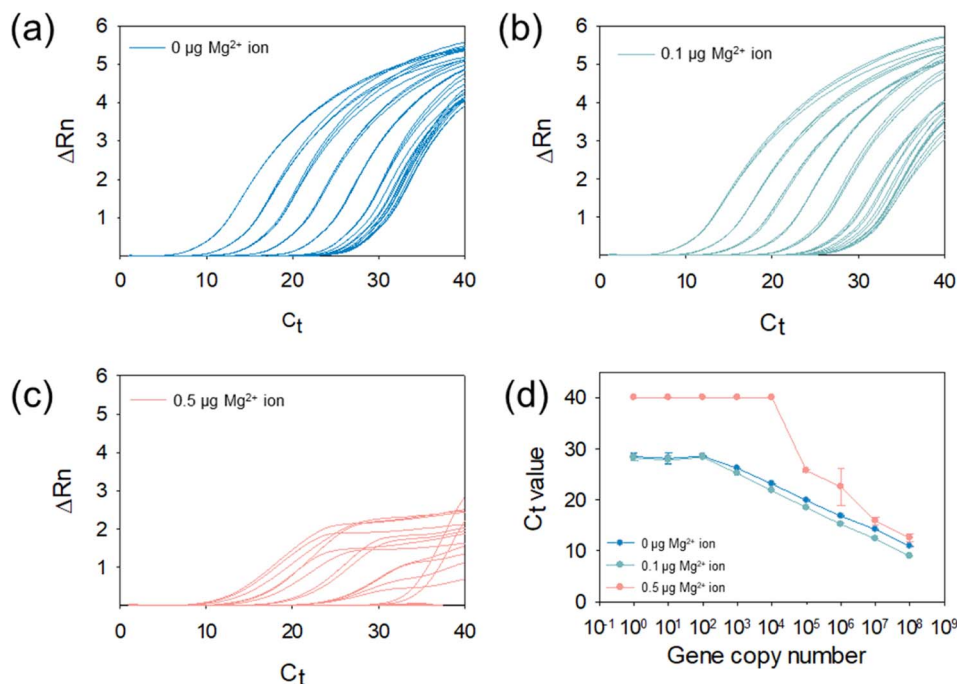 (a)
6
5
4
3
2
1
ΔRn
0 µg Mg²⁺ ion
0 10 20 30 40
Cₜ
(b)
6
5
4
3
2
1
ΔRn
0.1 µg Mg²⁺ ion
0 10 20 30 40
Cₜ
(c)
6
5
4
3
2
1
ΔRn
0.5 µg Mg²⁺ ion
0 10 20 30 40
Cₜ
(d)
40
30
20
10
0
Cₜ value
0 µg Mg²⁺ ion
0.1 µg Mg²⁺ ion
0.5 µg Mg²⁺ ion
10⁻¹ 10⁰ 10¹ 10² 10³ 10⁴ 10⁵ 10⁶ 10⁷ 10⁸ 10⁹
Gene copy number